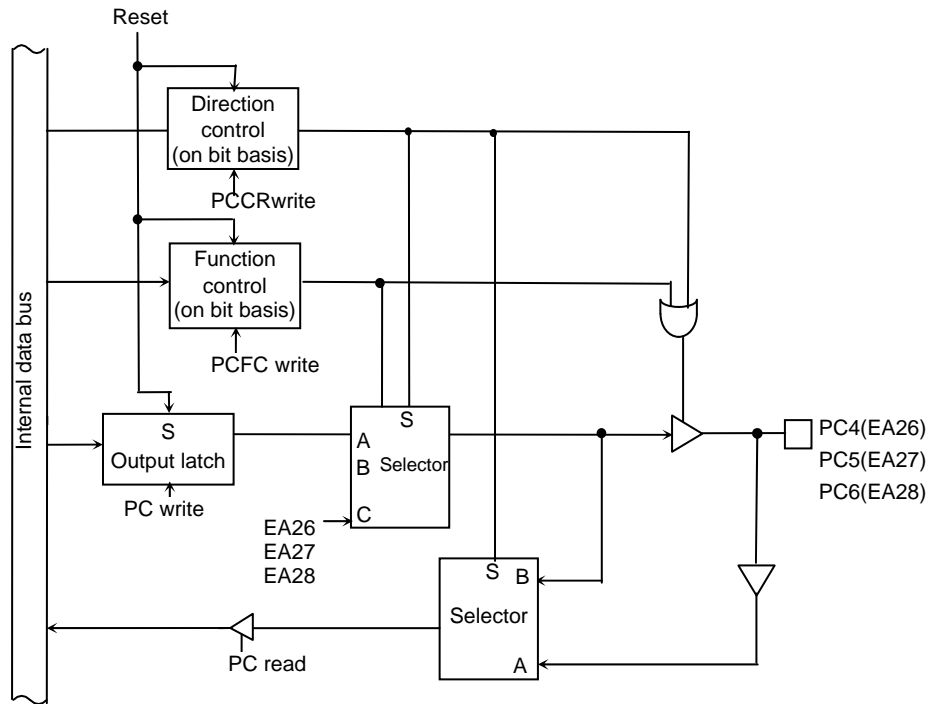 Reset
Direction
control
(on bit basis)
PCCRwrite
Function
control
(on bit basis)
PCFC write
Internal data bus
S
Output latch
PC write
S
A
B
Selector
C
EA26
EA27
EA28
PC4(EA26)
PC5(EA27)
PC6(EA28)
S
B
Selector
A
PC read